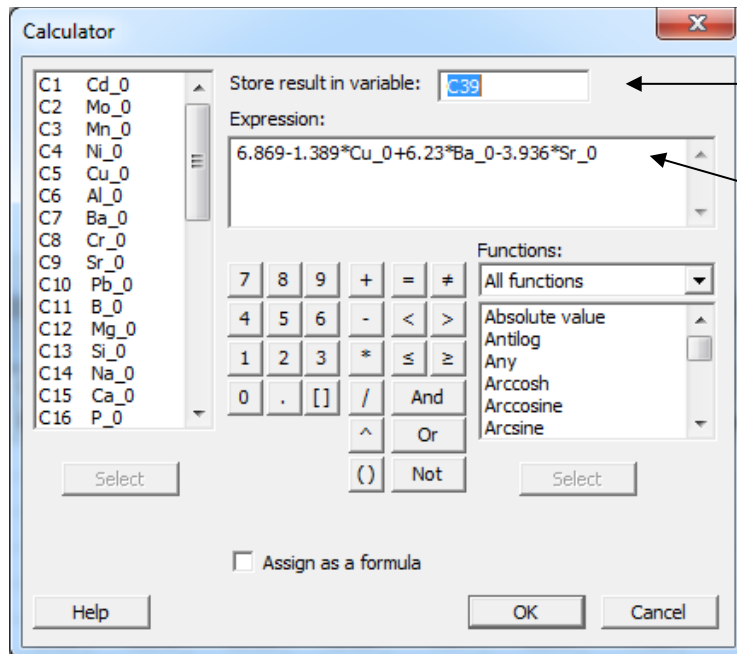 Calculator
x
C1 Cd_0
C2 Mo_0
C3 Mn_0
C4 Ni_0
C5 Cu_0
C6 Al_0
C7 Ba_0
C8 Cr_0
C9 Sr_0
C10 Pb_0
C11 B_0
C12 Mg_0
C13 Si_0
C14 Na_0
C15 Ca_0
C16 P_0
Select
Store result in variable: C39
Expression:
6.869-1.389*Cu_0+6.23*Ba_0-3.936*Sr_0
7 8 9 + = ≠
4 5 6 - < >
1 2 3 * ≤ ≥
0 . [] / And
^ Or
() Not
Functions:
All functions
Absolute value
Antilog
Any
Arccosh
Arccosine
Arcsine
Select
Assign as a formula
Help
OK
Cancel